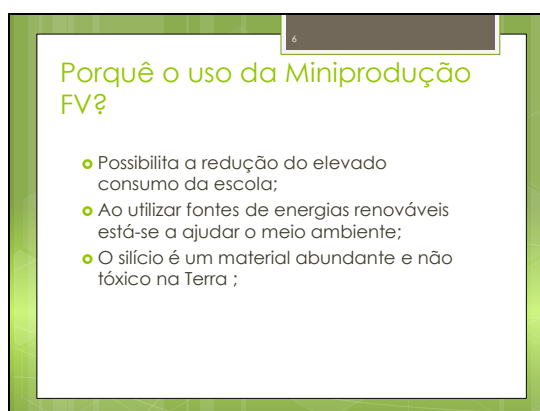 6
Porquê o uso da Miniprodução
FV?
Possibilita a redução do elevado
consumo da escola;
Ao utilizar fontes de energias renováveis
está-se a ajudar o meio ambiente;
O silício é um material abundante e não
tóxico na Terra ;